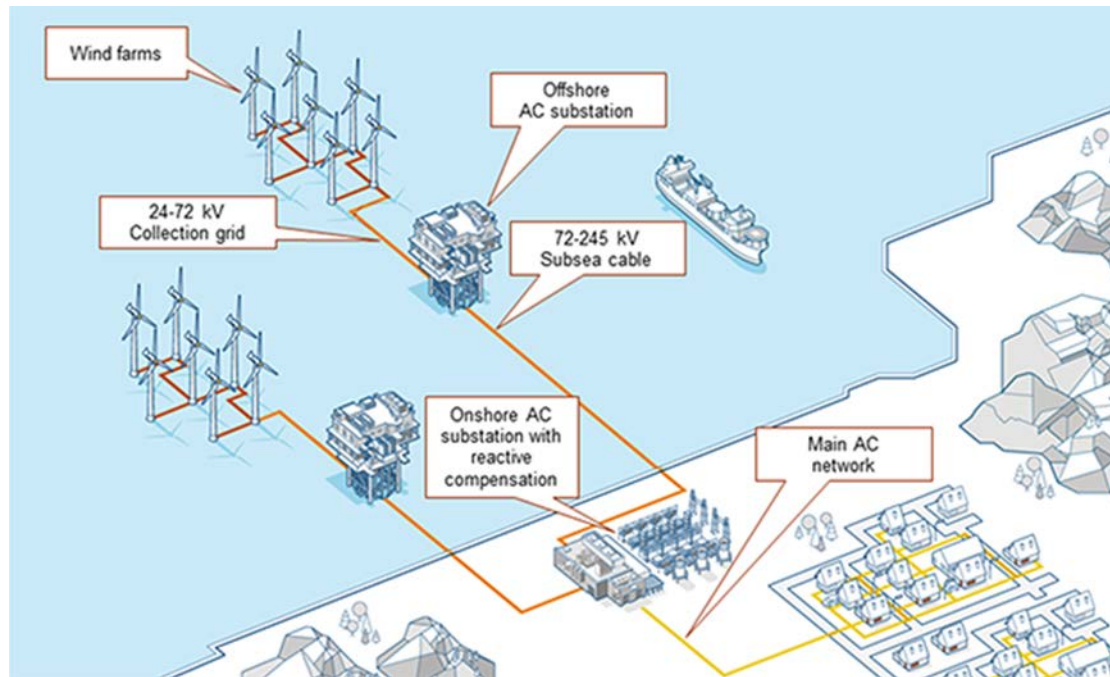 Wind farms
Offshore
AC substation
24-72 kV
Collection grid
72-245 kV
Subsea cable
Onshore AC
substation with
reactive
compensation
Main AC
network